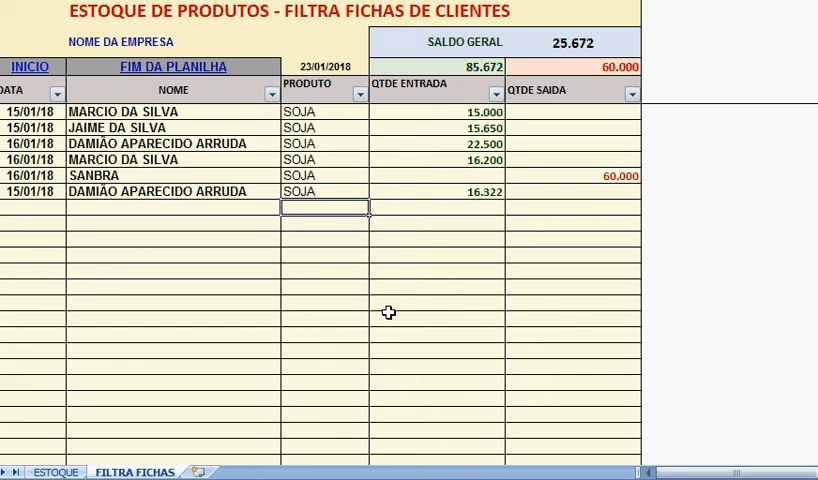 ESTOQUE DE PRODUTOS - FILTRA FICHAS DE CLIENTES
NOME DA EMPRESA SALDO GERAL 25.672
INICIO FIM DA PLANILHA 23/01/2018 85.672 60.000
DATA NOME PRODUTO QTDE ENTRADA QTDE SAIDA
15/01/18 MARCIO DA SILVA SOJA 15.000
15/01/18 JAIME DA SILVA SOJA 15.650
16/01/18 DAMIÃO APARECIDO ARRUDA SOJA 22.500
16/01/18 MARCIO DA SILVA SOJA 16.200
16/01/18 SANBRA SOJA 60.000
15/01/18 DAMIÃO APARECIDO ARRUDA SOJA 16.322
ESTOQUE FILTRA FICHAS